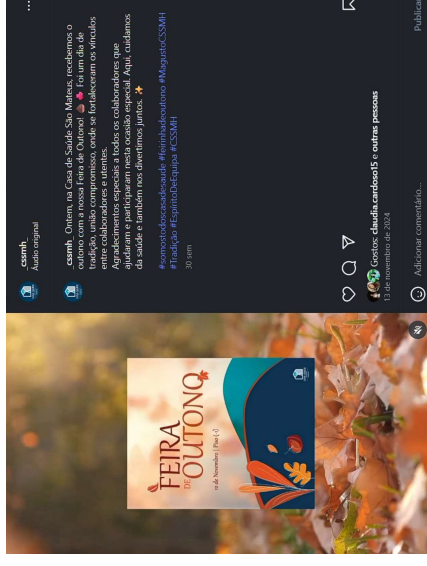 _cssmh_
Áudio original
_cssmh_ Ontem, na Casa de Saúde São Mateus, recebemos o
outono com a nossa Feira de Outono! 🌰🍁 Foi um dia de
tradição, união compromisso, onde se fortaleceram os vínculos
entre colaboradores e utentes.
Agradecimentos especiais a todos os colaboradores que
ajudaram e participaram nesta ocasião especial. Aqui, cuidamos
da saúde e também nos divertimos juntos. ✨
#somostodoscasadesaude #feirinhadeoutono #MagustoCSSMH
#Tradição #EspíritoDeEquipa #CSSMH
30 sem
Gostos: claudia.cardoso15 e outras pessoas
13 de novembro de 2024
Adicionar comentário...
Publicar
FEIRA
DE
OUTONO
12 de Novembro | Piso [-1]